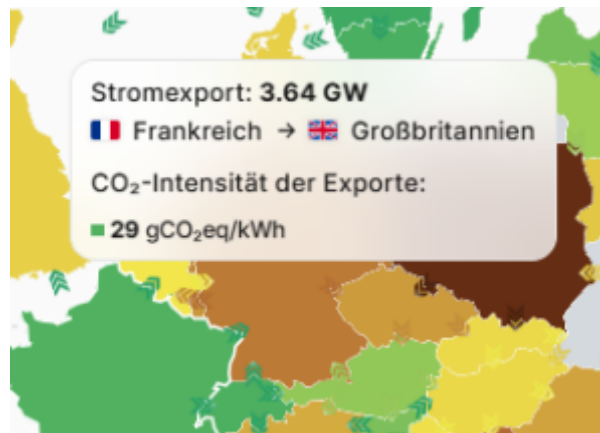 Stromexport: 3.64 GW
Frankreich → Großbritannien
CO₂-Intensität der Exporte:
29 gCO₂eq/kWh